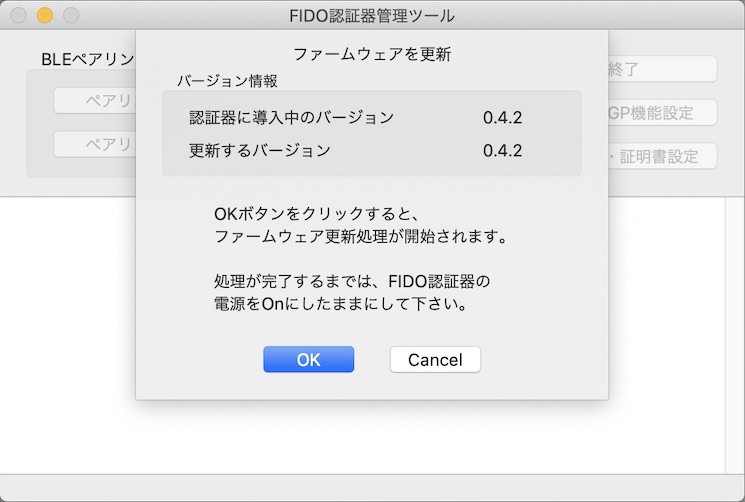 FIDO認証器管理ツール
ファームウェアを更新
BLEペアリン
バージョン情報
終了
ペアリ
認証器に導入中のバージョン 0.4.2
GP機能設定
ペアリ
更新するバージョン 0.4.2
・証明書設定
OKボタンをクリックすると、
ファームウェア更新処理が開始されます。
処理が完了するまでは、FIDO認証器の
電源をOnにしたままにして下さい。
OK
Cancel